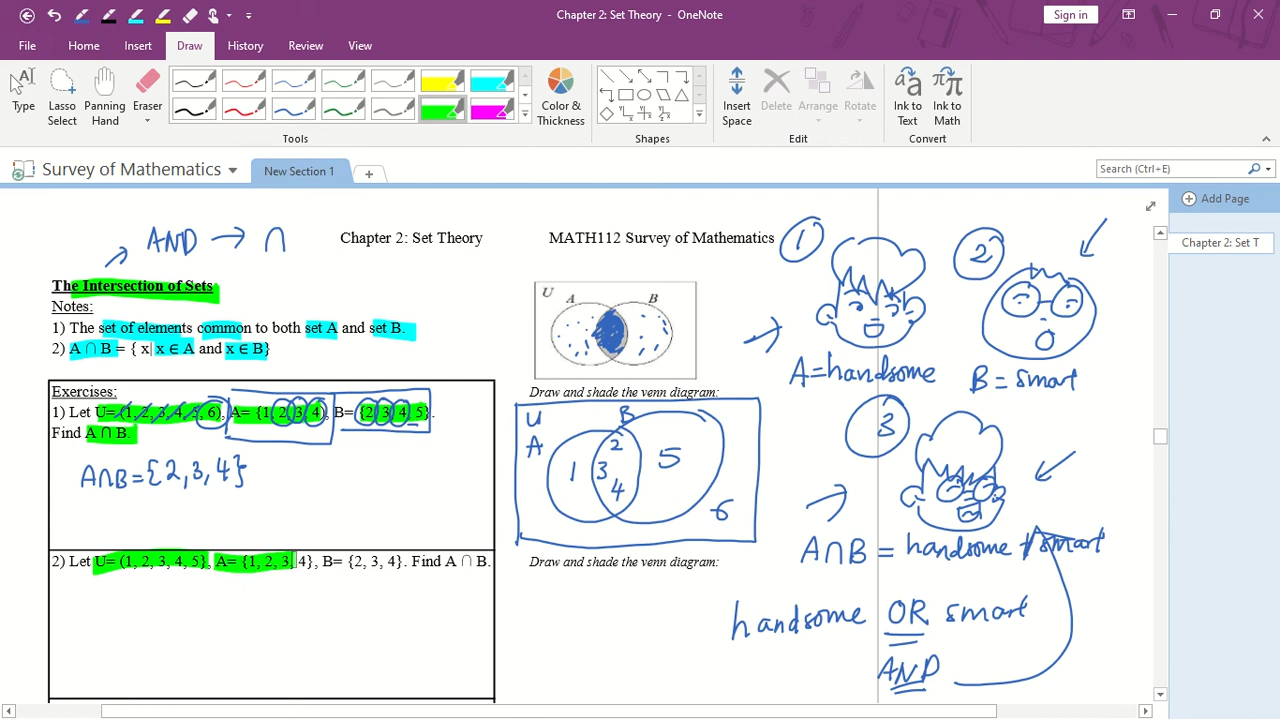 Chapter 2: Set Theory - OneNote
Sign in
File Home Insert Draw History Review View
Type
Lasso Select
Panning Hand
Eraser
Color & Thickness
Insert Space
Delete
Arrange
Rotate
Ink to Text
Ink to Math
Tools
Shapes
Edit
Convert
Survey of Mathematics
New Section 1
Search (Ctrl+E)
Add Page
Chapter 2: Set T
AND → ∩
Chapter 2: Set Theory
MATH112 Survey of Mathematics
The Intersection of Sets
Notes:
1) The set of elements common to both set A and set B.
2) A ∩ B = { x| x ∈ A and x ∈ B}
U
A
B
Draw and shade the venn diagram:
Exercises:
1) Let U= (1, 2, 3, 4, 5, 6), A= {1, 2, 3, 4), B= {2, 3, 4, 5}.
Find A ∩ B.
A∩B={2,3,4}
U
A
B
1
2
3
4
5
6
2) Let U= (1, 2, 3, 4, 5}, A= {1, 2, 3, 4}, B= {2, 3, 4}. Find A ∩ B.
Draw and shade the venn diagram:
1
2
A=handsome
B=smart
3
A∩B = handsome + smart
handsome OR smart
AND